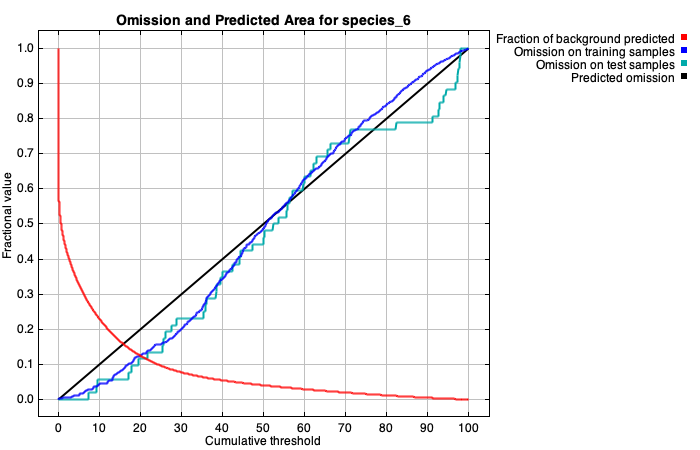 Omission and Predicted Area for species_6
Fraction of background predicted
Omission on training samples
Omission on test samples
Predicted omission
Fractional value
1.0
0.9
0.8
0.7
0.6
0.5
0.4
0.3
0.2
0.1
0.0
0 10 20 30 40 50 60 70 80 90 100
Cumulative threshold